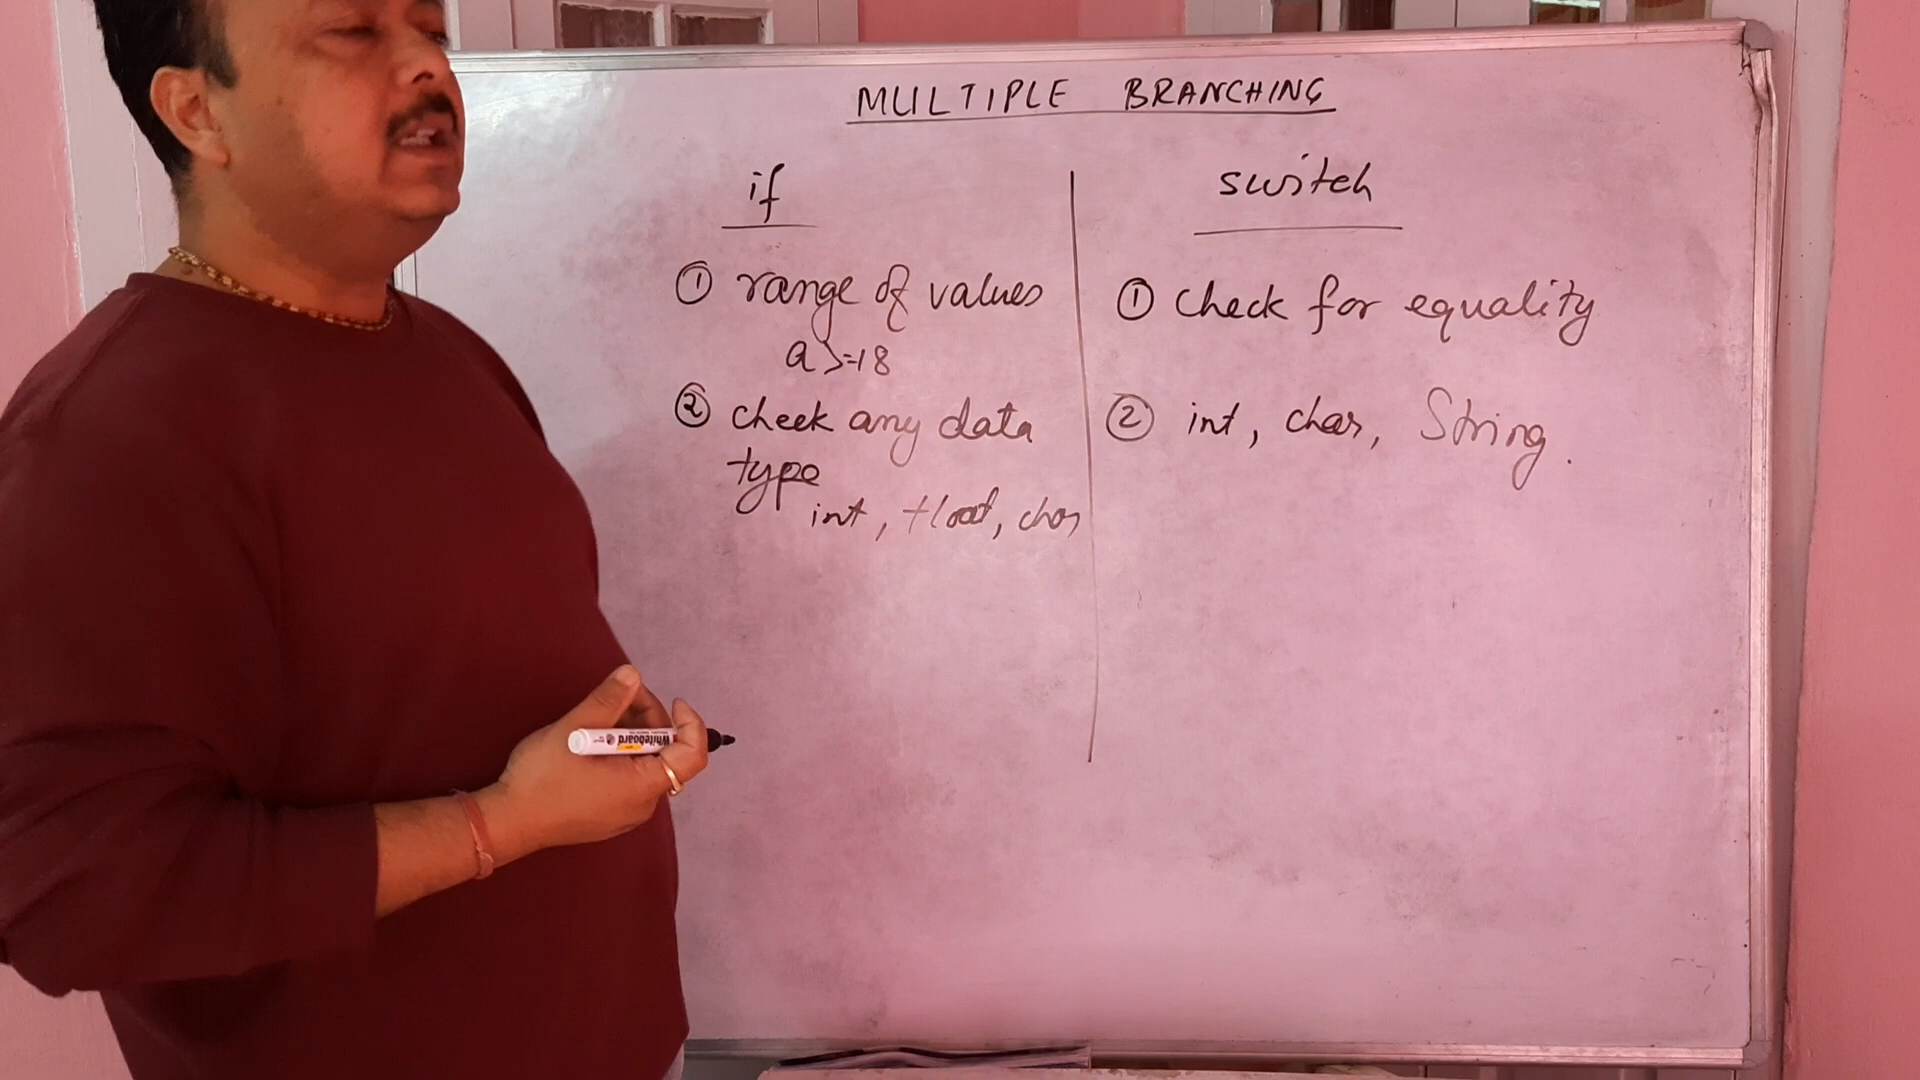 MULTIPLE BRANCHING
if
① range of values
a >=18
② check any data
type
int, float, char
switch
① Check for equality
② int, char, String.
Whiteboard